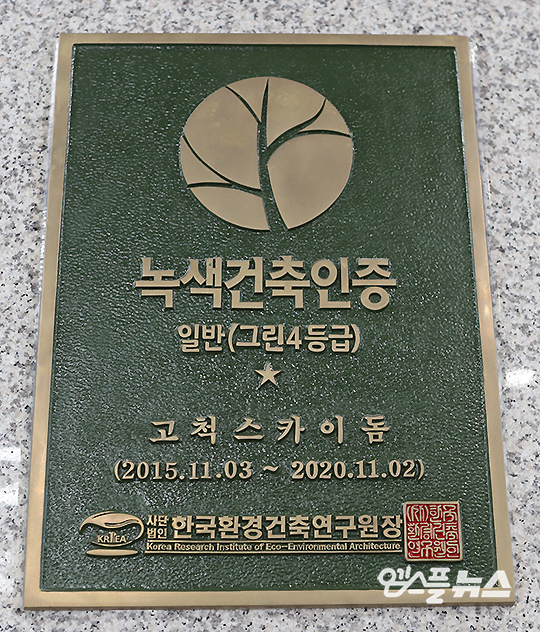 녹색건축인증
일반(그린4등급)
고척스카이돔
(2015.11.03 ~ 2020.11.02)
KRIEA
사단
법인 한국환경건축연구원장
Korea Research Institute of Eco-Environmental Architecture
엑스플뉴스